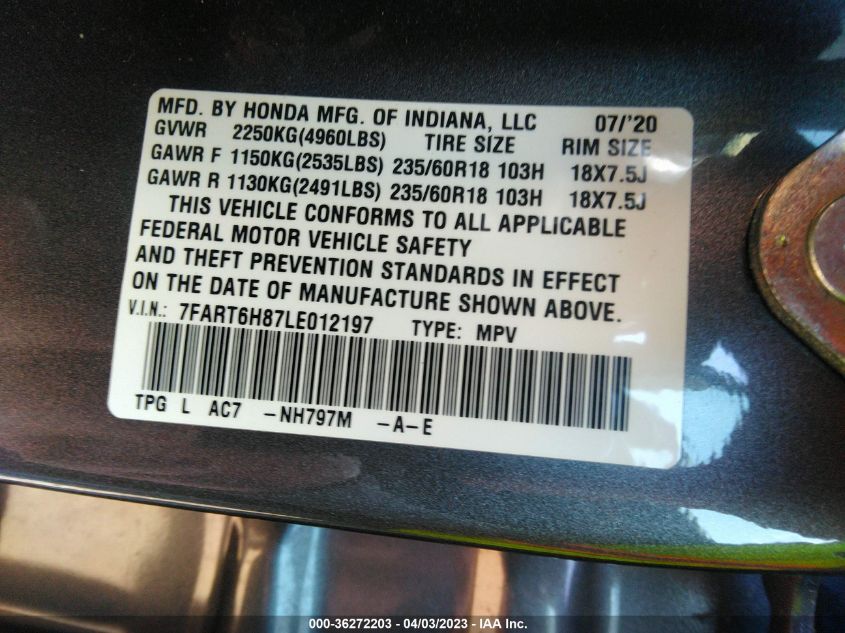 MFD. BY HONDA MFG. OF INDIANA, LLC 07/'20
GVWR 2250KG(4960LBS) TIRE SIZE RIM SIZE
GAWR F 1150KG(2535LBS) 235/60R18 103H 18X7.5J
GAWR R 1130KG(2491LBS) 235/60R18 103H 18X7.5J
THIS VEHICLE CONFORMS TO ALL APPLICABLE
FEDERAL MOTOR VEHICLE SAFETY
AND THEFT PREVENTION STANDARDS IN EFFECT
ON THE DATE OF MANUFACTURE SHOWN ABOVE.
V.I.N.: 7FART6H87LE012197 TYPE: MPV
TPG L AC7 -NH797M -A-E
000-36272203 - 04/03/2023 - IAA Inc.